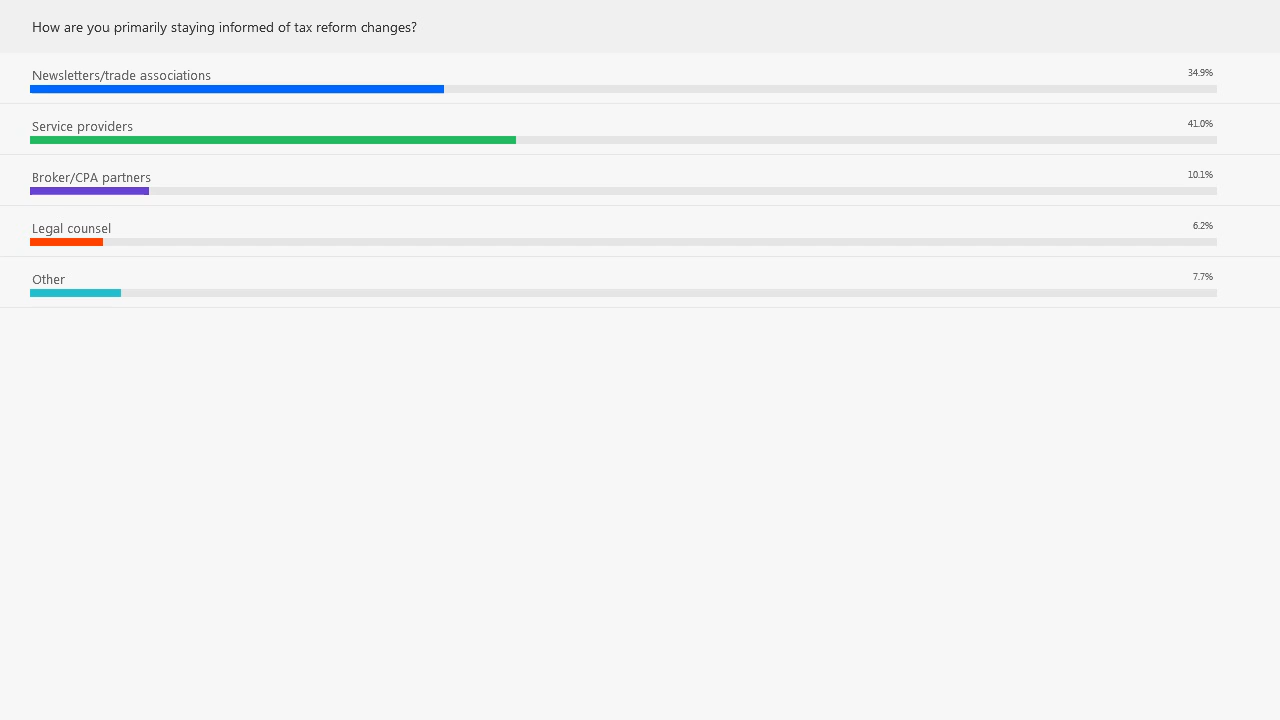 How are you primarily staying informed of tax reform changes?
Newsletters/trade associations
34.9%
Service providers
41.0%
Broker/CPA partners
10.1%
Legal counsel
6.2%
Other
7.7%